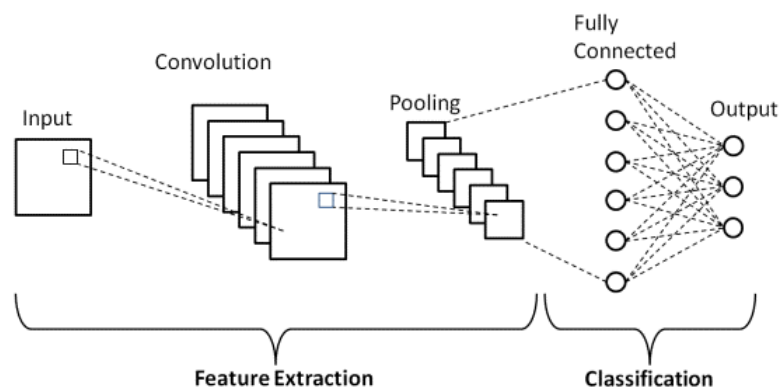 Input
Convolution
Pooling
Fully
Connected
Output
Feature Extraction
Classification